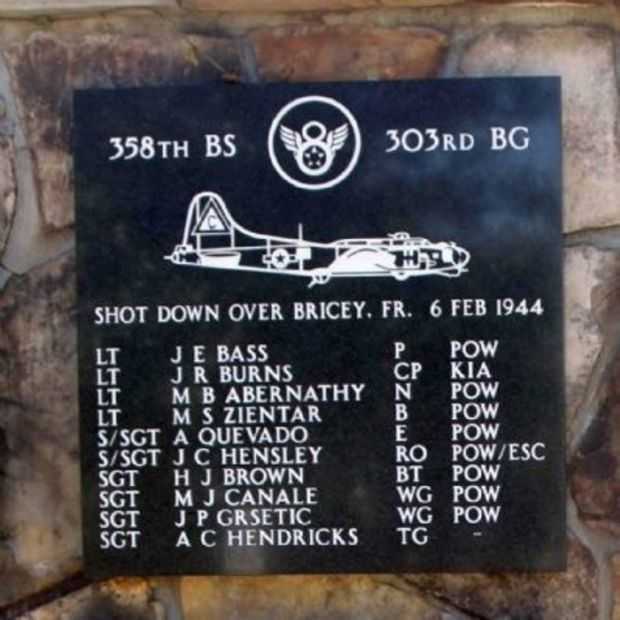 358TH BS 303RD BG
C
SHOT DOWN OVER BRICEY, FR. 6 FEB 1944
LT J E BASS P POW
LT J R BURNS CP KIA
LT M B ABERNATHY N POW
LT M S ZIENTAR B POW
S/SGT A QUEVADO E POW
S/SGT J C HENSLEY RO POW/ESC
SGT H J BROWN BT POW
SGT M J CANALE WG POW
SGT J P GRSETIC WG POW
SGT A C HENDRICKS TG -